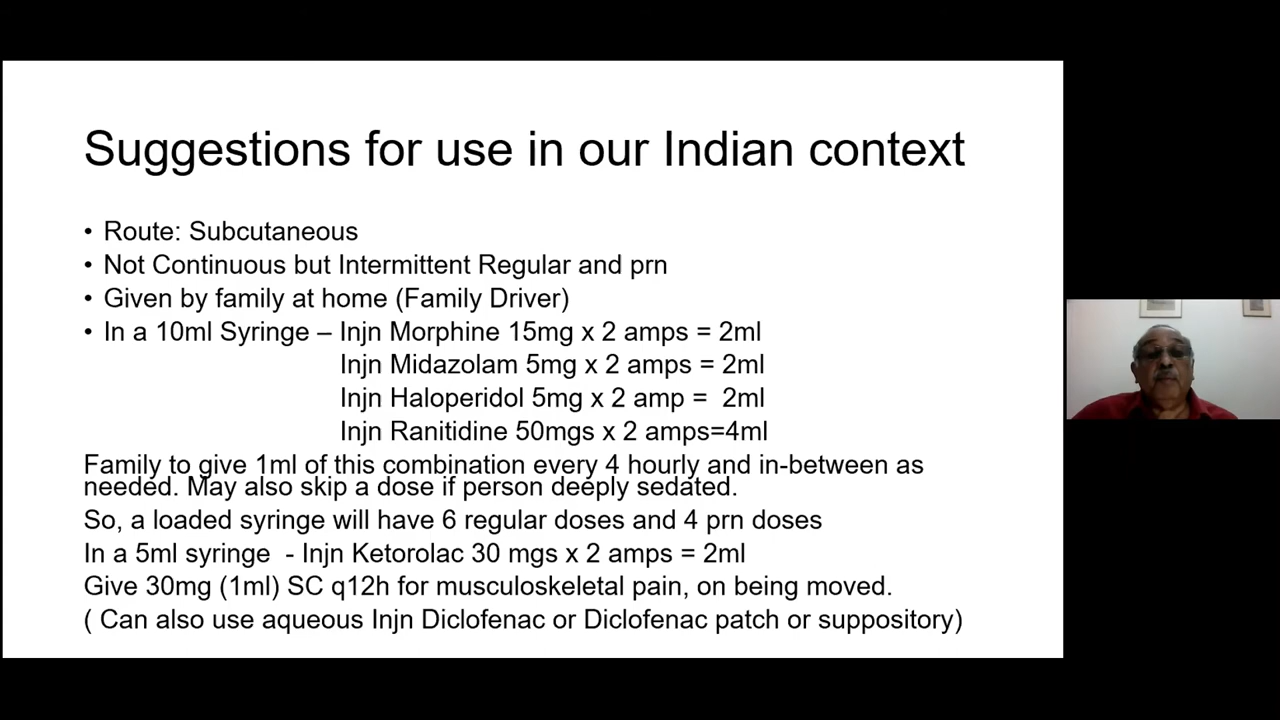 Suggestions for use in our Indian context
• Route: Subcutaneous
• Not Continuous but Intermittent Regular and prn
• Given by family at home (Family Driver)
• In a 10ml Syringe – Injn Morphine 15mg x 2 amps = 2ml
Injn Midazolam 5mg x 2 amps = 2ml
Injn Haloperidol 5mg x 2 amp = 2ml
Injn Ranitidine 50mgs x 2 amps=4ml
Family to give 1ml of this combination every 4 hourly and in-between as
needed. May also skip a dose if person deeply sedated.
So, a loaded syringe will have 6 regular doses and 4 prn doses
In a 5ml syringe - Injn Ketorolac 30 mgs x 2 amps = 2ml
Give 30mg (1ml) SC q12h for musculoskeletal pain, on being moved.
( Can also use aqueous Injn Diclofenac or Diclofenac patch or suppository)